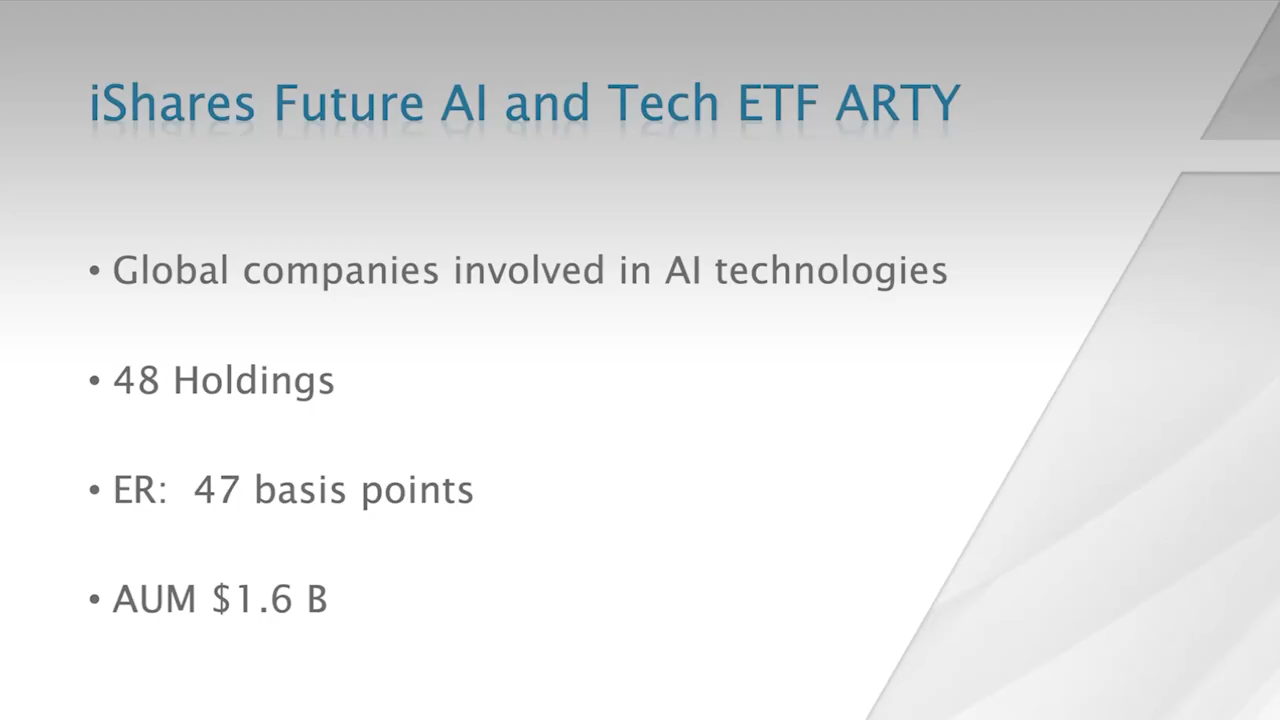 iShares Future AI and Tech ETF ARTY
• Global companies involved in AI technologies
• 48 Holdings
• ER:  47 basis points
• AUM $1.6 B